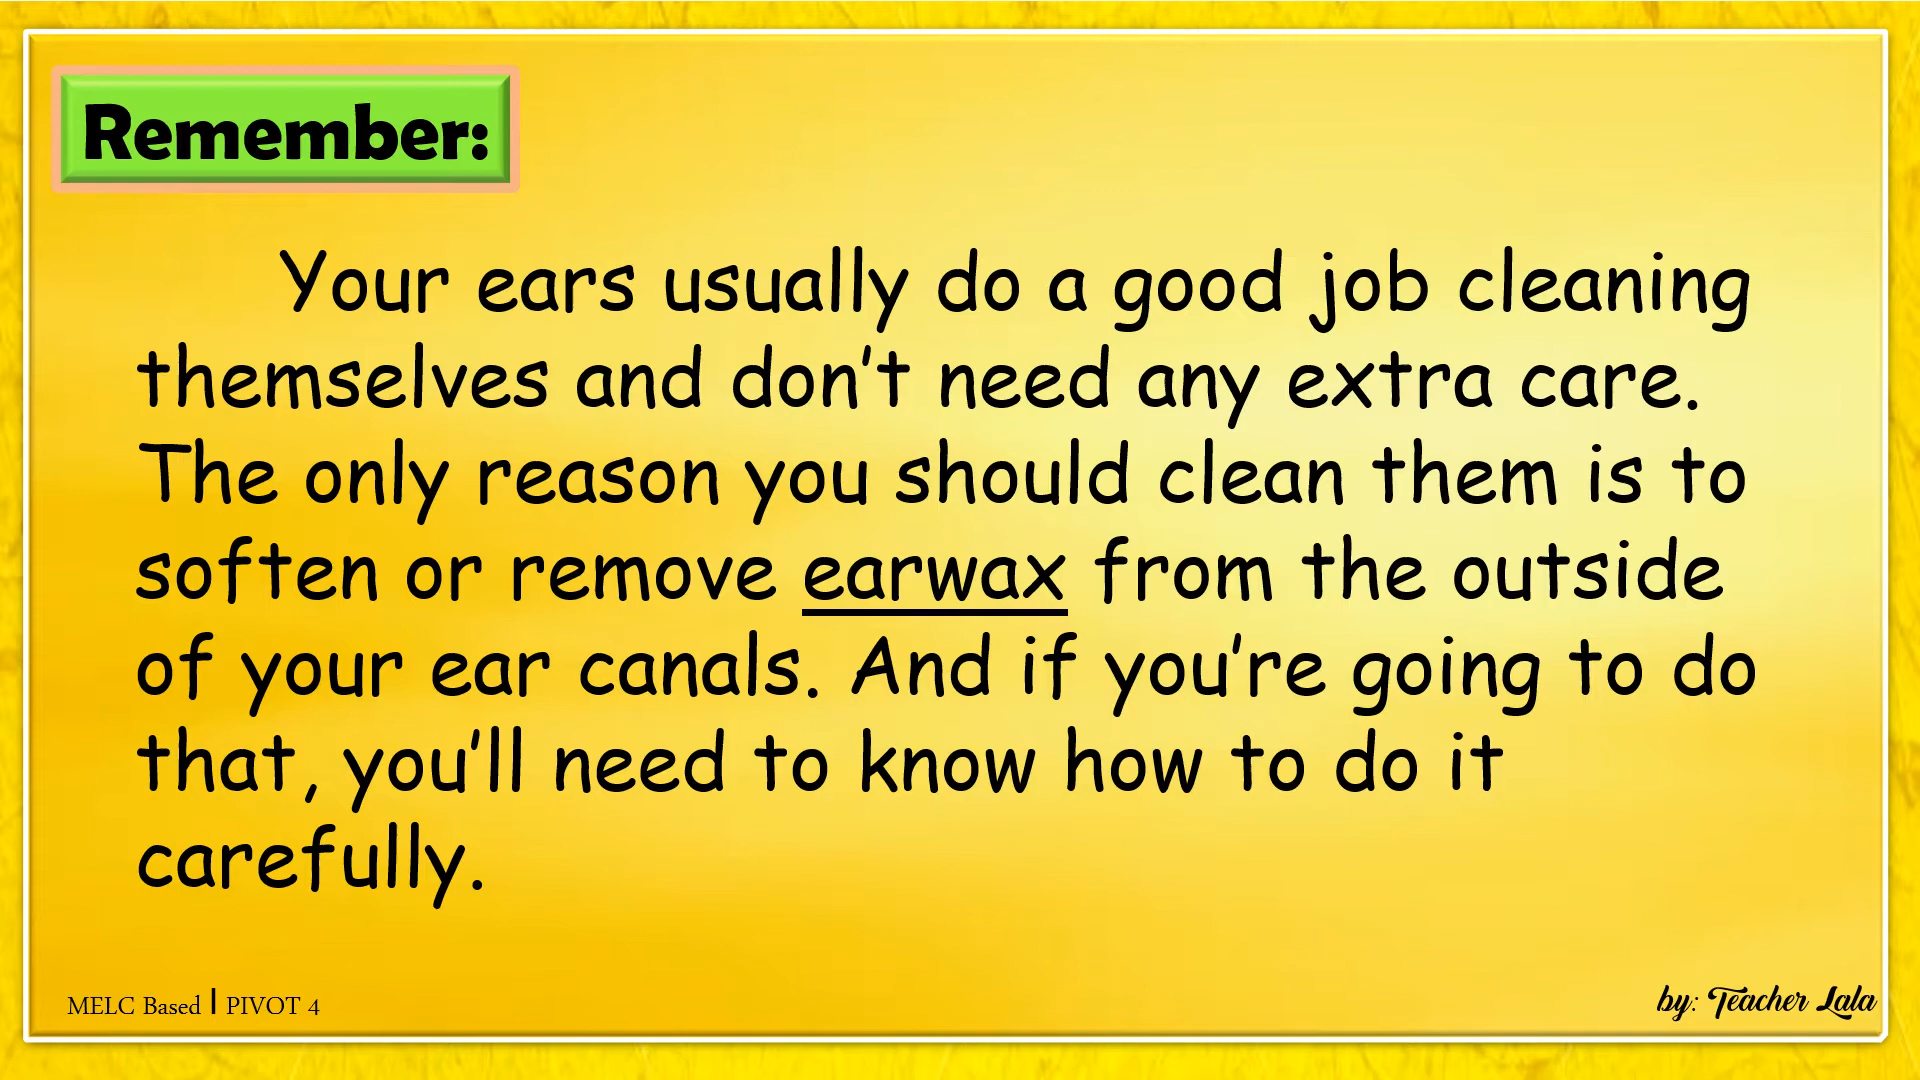 Remember:
Your ears usually do a good job cleaning
themselves and don’t need any extra care.
The only reason you should clean them is to
soften or remove earwax from the outside
of your ear canals. And if you’re going to do
that, you’ll need to know how to do it
carefully.
MELC Based | PIVOT 4
by: Teacher Lala